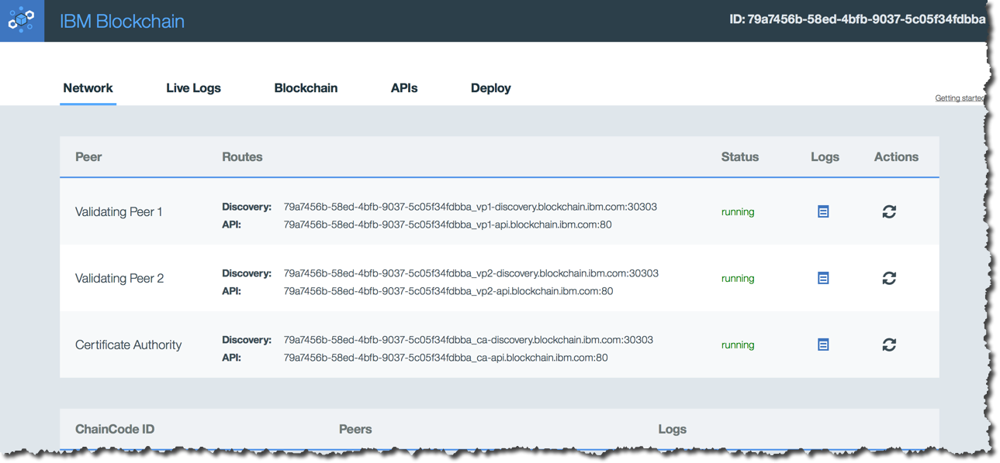 IBM Blockchain
ID: 79a7456b-58ed-4bfb-9037-5c05f34fdbba
Network Live Logs Blockchain APIs Deploy
Getting started
Peer Routes Status Logs Actions
Validating Peer 1
Discovery: 79a7456b-58ed-4bfb-9037-5c05f34fdbba_vp1-discovery.blockchain.ibm.com:30303
API: 79a7456b-58ed-4bfb-9037-5c05f34fdbba_vp1-api.blockchain.ibm.com:80
running
Validating Peer 2
Discovery: 79a7456b-58ed-4bfb-9037-5c05f34fdbba_vp2-discovery.blockchain.ibm.com:30303
API: 79a7456b-58ed-4bfb-9037-5c05f34fdbba_vp2-api.blockchain.ibm.com:80
running
Certificate Authority
Discovery: 79a7456b-58ed-4bfb-9037-5c05f34fdbba_ca-discovery.blockchain.ibm.com:30303
API: 79a7456b-58ed-4bfb-9037-5c05f34fdbba_ca-api.blockchain.ibm.com:80
running
ChainCode ID Peers Logs